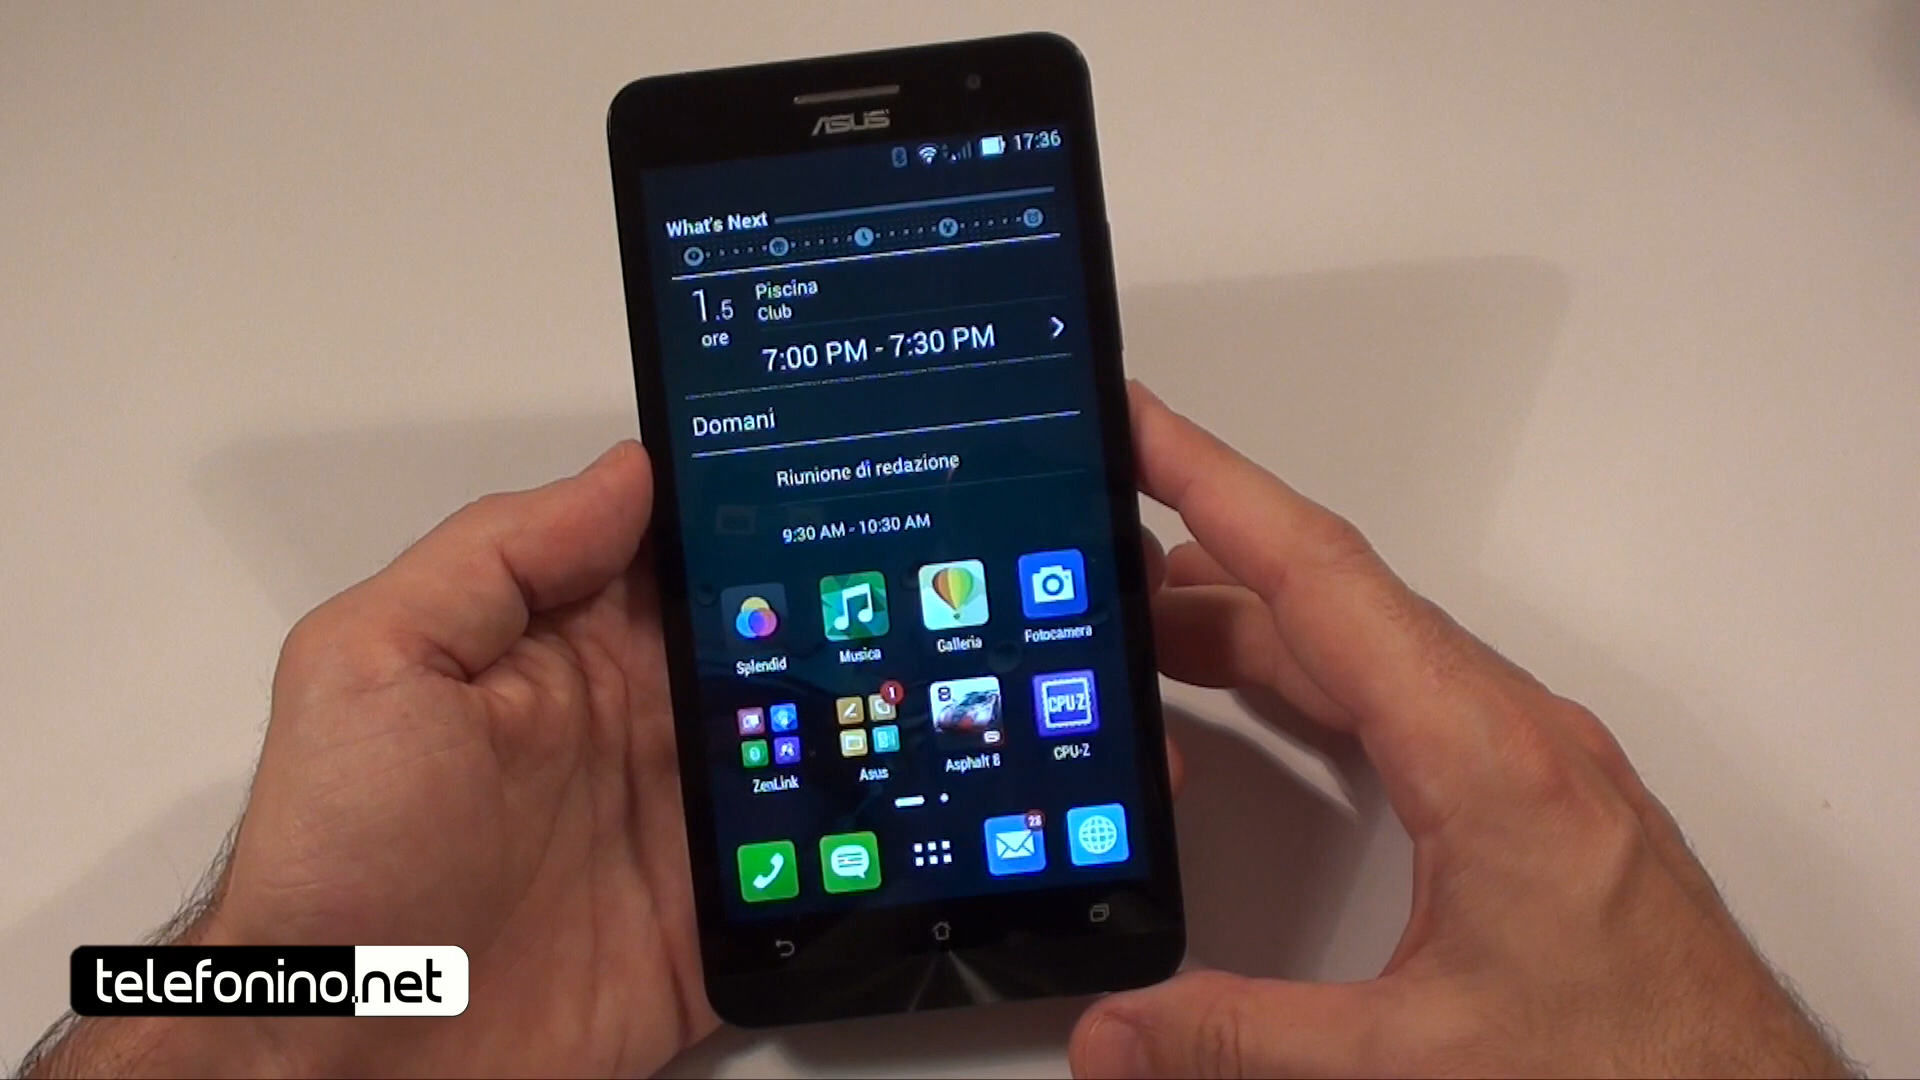 ASUS
17:36
What's Next
1.5
ore
Piscina
Club
7:00 PM - 7:30 PM
Domani
Riunione di redazione
9:30 AM - 10:30 AM
Splendid
Musica
Galleria
Fotocamera
1
8
CPU-Z
ZenLink
Asus
Asphalt 8
CPU-Z
28
telefonino.net